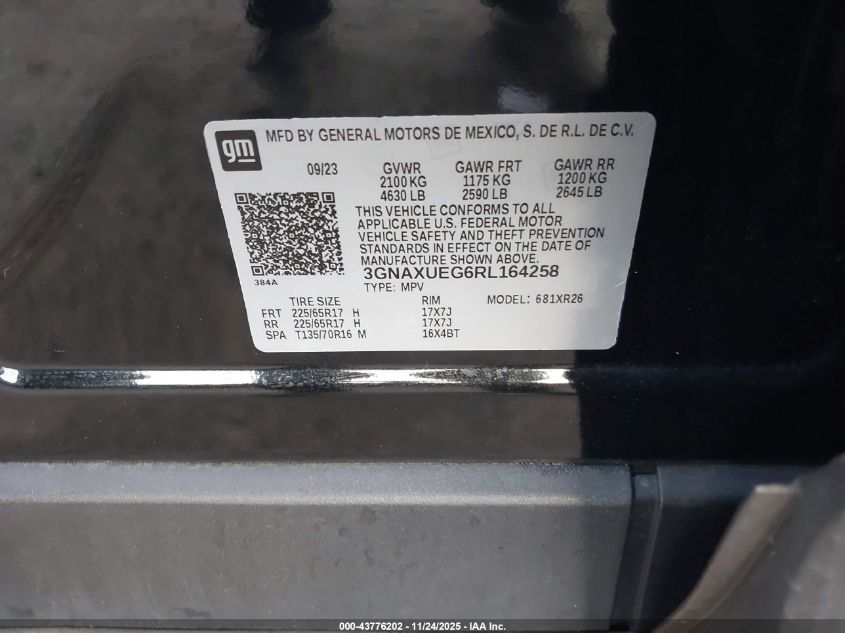 gm
MFD BY GENERAL MOTORS DE MEXICO, S. DE R.L. DE C.V.
09/23 GVWR GAWR FRT GAWR RR
2100 KG 1175 KG 1200 KG
4630 LB 2590 LB 2645 LB
THIS VEHICLE CONFORMS TO ALL
APPLICABLE U.S. FEDERAL MOTOR
VEHICLE SAFETY AND THEFT PREVENTION
STANDARDS IN EFFECT ON THE DATE OF
MANUFACTURE SHOWN ABOVE.
3GNAXUEG6RL164258
384A
TYPE: MPV MODEL: 681XR26
TIRE SIZE RIM
FRT 225/65R17 H 17X7J
RR 225/65R17 H 17X7J
SPA T135/70R16 M 16X4BT
000-43776202 - 11/24/2025 - IAA Inc.